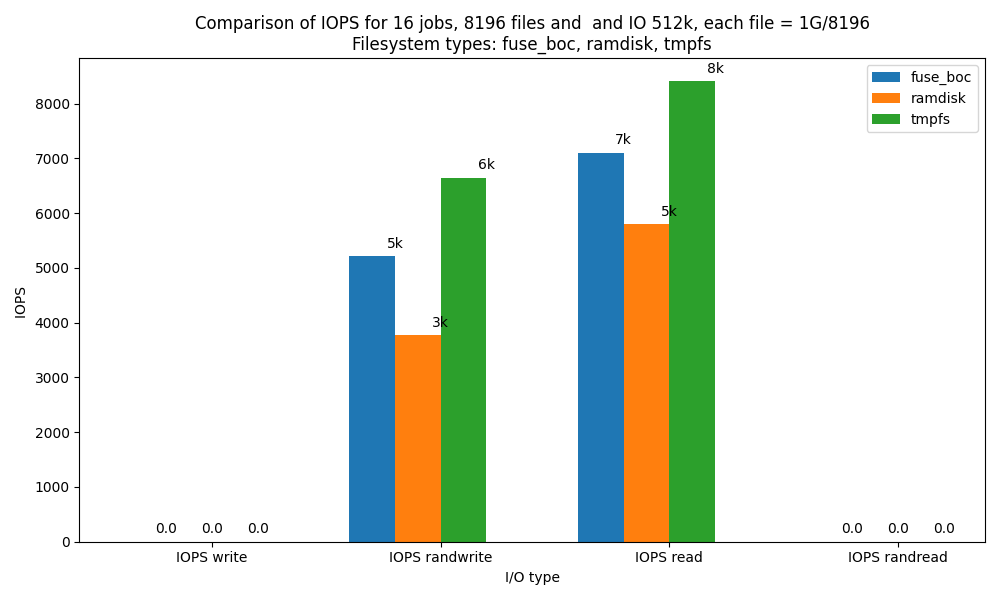 Comparison of IOPS for 16 jobs, 8196 files and  and IO 512k, each file = 1G/8196
Filesystem types: fuse_boc, ramdisk, tmpfs
fuse_boc
ramdisk
tmpfs
IOPS
8000
7000
6000
5000
4000
3000
2000
1000
0
0.0 0.0 0.0
5k
3k
6k
7k
5k
8k
0.0 0.0 0.0
IOPS write
IOPS randwrite
IOPS read
IOPS randread
I/O type